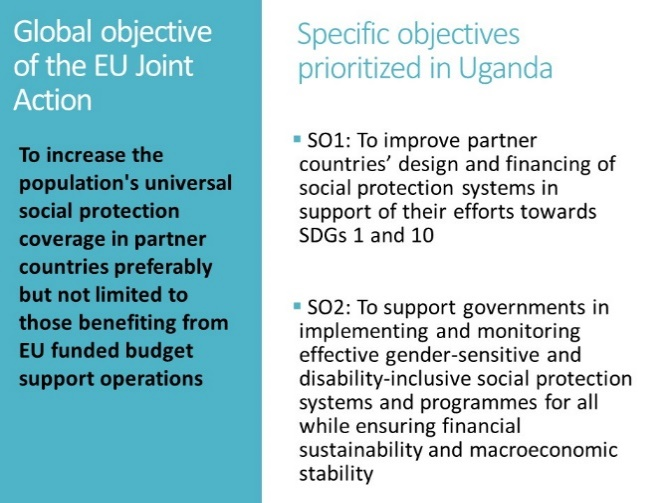 Global objective
of the EU Joint
Action
To increase the
population's universal
social protection
coverage in partner
countries preferably
but not limited to
those benefiting from
EU funded budget
support operations
Specific objectives
prioritized in Uganda
▪ SO1: To improve partner
countries’ design and financing of
social protection systems in
support of their efforts towards
SDGs 1 and 10
▪ SO2: To support governments in
implementing and monitoring
effective gender-sensitive and
disability-inclusive social protection
systems and programmes for all
while ensuring financial
sustainability and macroeconomic
stability